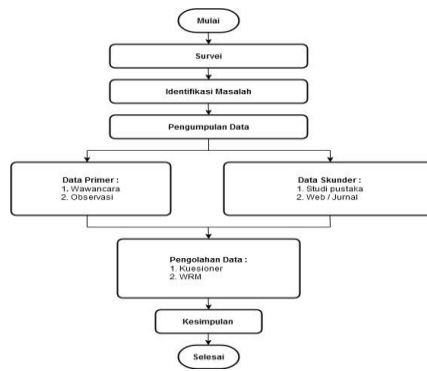 Mulai
Survei
Identifikasi Masalah
Pengumpulan Data
Data Primer :
1. Wawancara
2. Observasi
Data Skunder :
1. Studi pustaka
2. Web / Jurnal
Pengolahan Data :
1. Kuesioner
2. WRM
Kesimpulan
Selesai